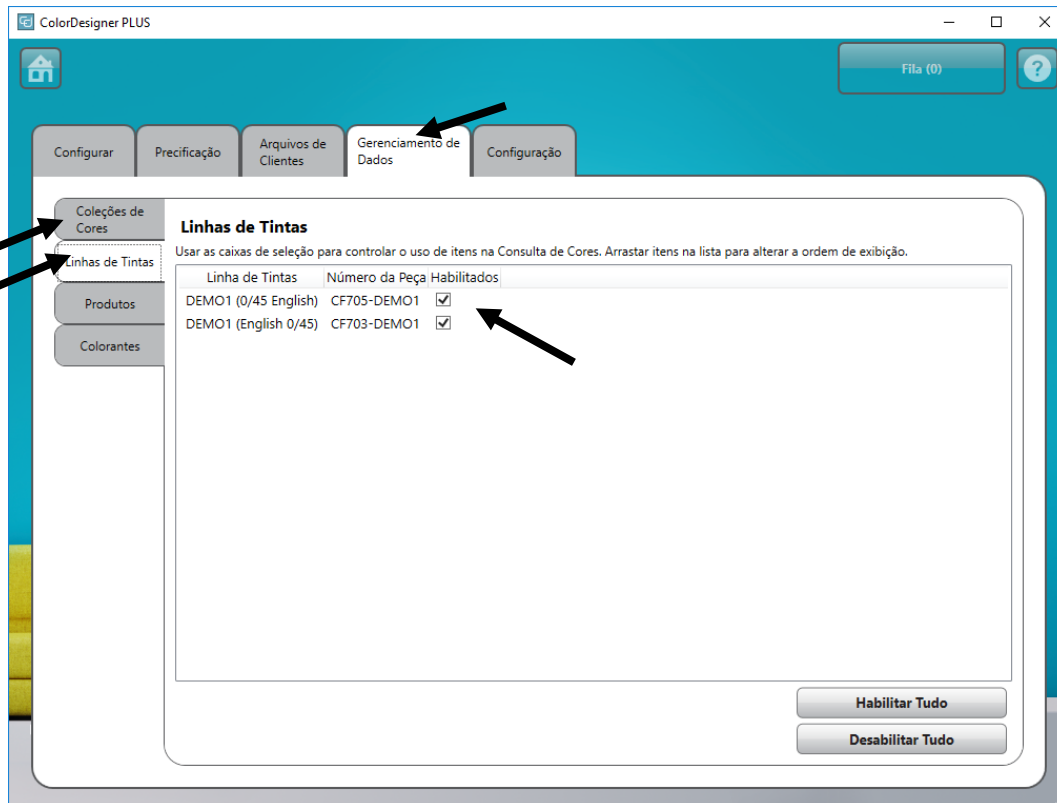 ColorDesigner PLUS
Fila (0)
?
Configurar
Precificação
Arquivos de
Clientes
Gerenciamento de
Dados
Configuração
Coleções de
Cores
Linhas de Tintas
Produtos
Colorantes
Linhas de Tintas
Usar as caixas de seleção para controlar o uso de itens na Consulta de Cores. Arrastar itens na lista para alterar a ordem de exibição.
Linha de Tintas Número da Peça Habilitados
DEMO1 (0/45 English) CF705-DEMO1
DEMO1 (English 0/45) CF703-DEMO1
Habilitar Tudo
Desabilitar Tudo